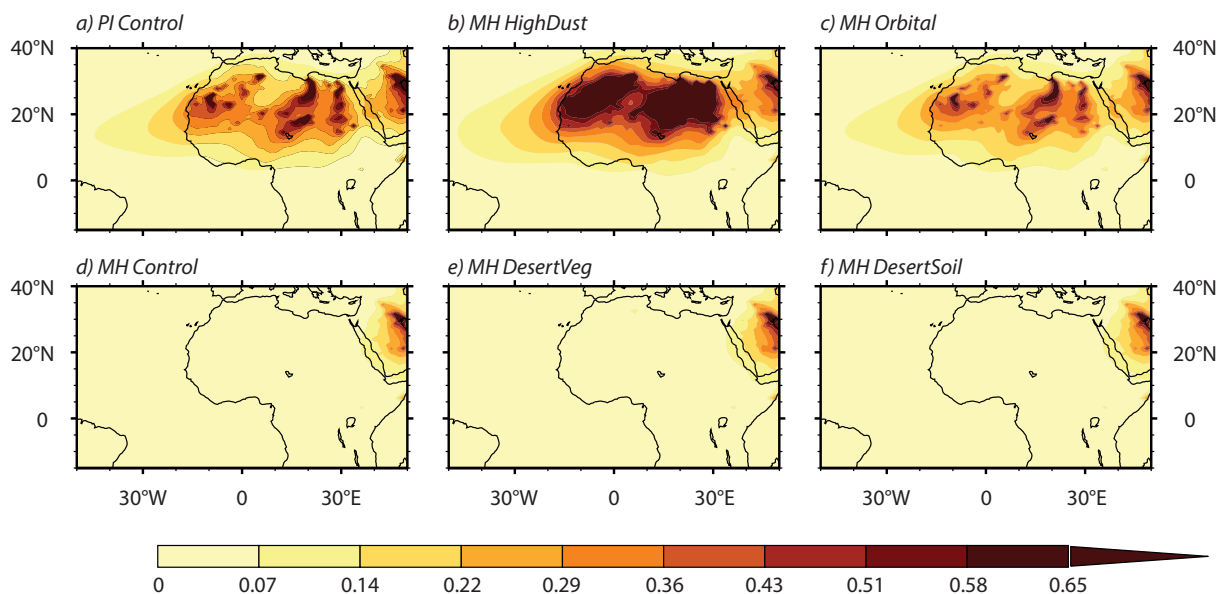 a) PI Control b) MH HighDust c) MH Orbital
40°N 40°N
20°N 20°N
0 0
d) MH Control e) MH DesertVeg f) MH DesertSoil
40°N 40°N
20°N 20°N
0 0
30°W 0 30°E 30°W 0 30°E 30°W 0 30°E
0 0.07 0.14 0.22 0.29 0.36 0.43 0.51 0.58 0.65